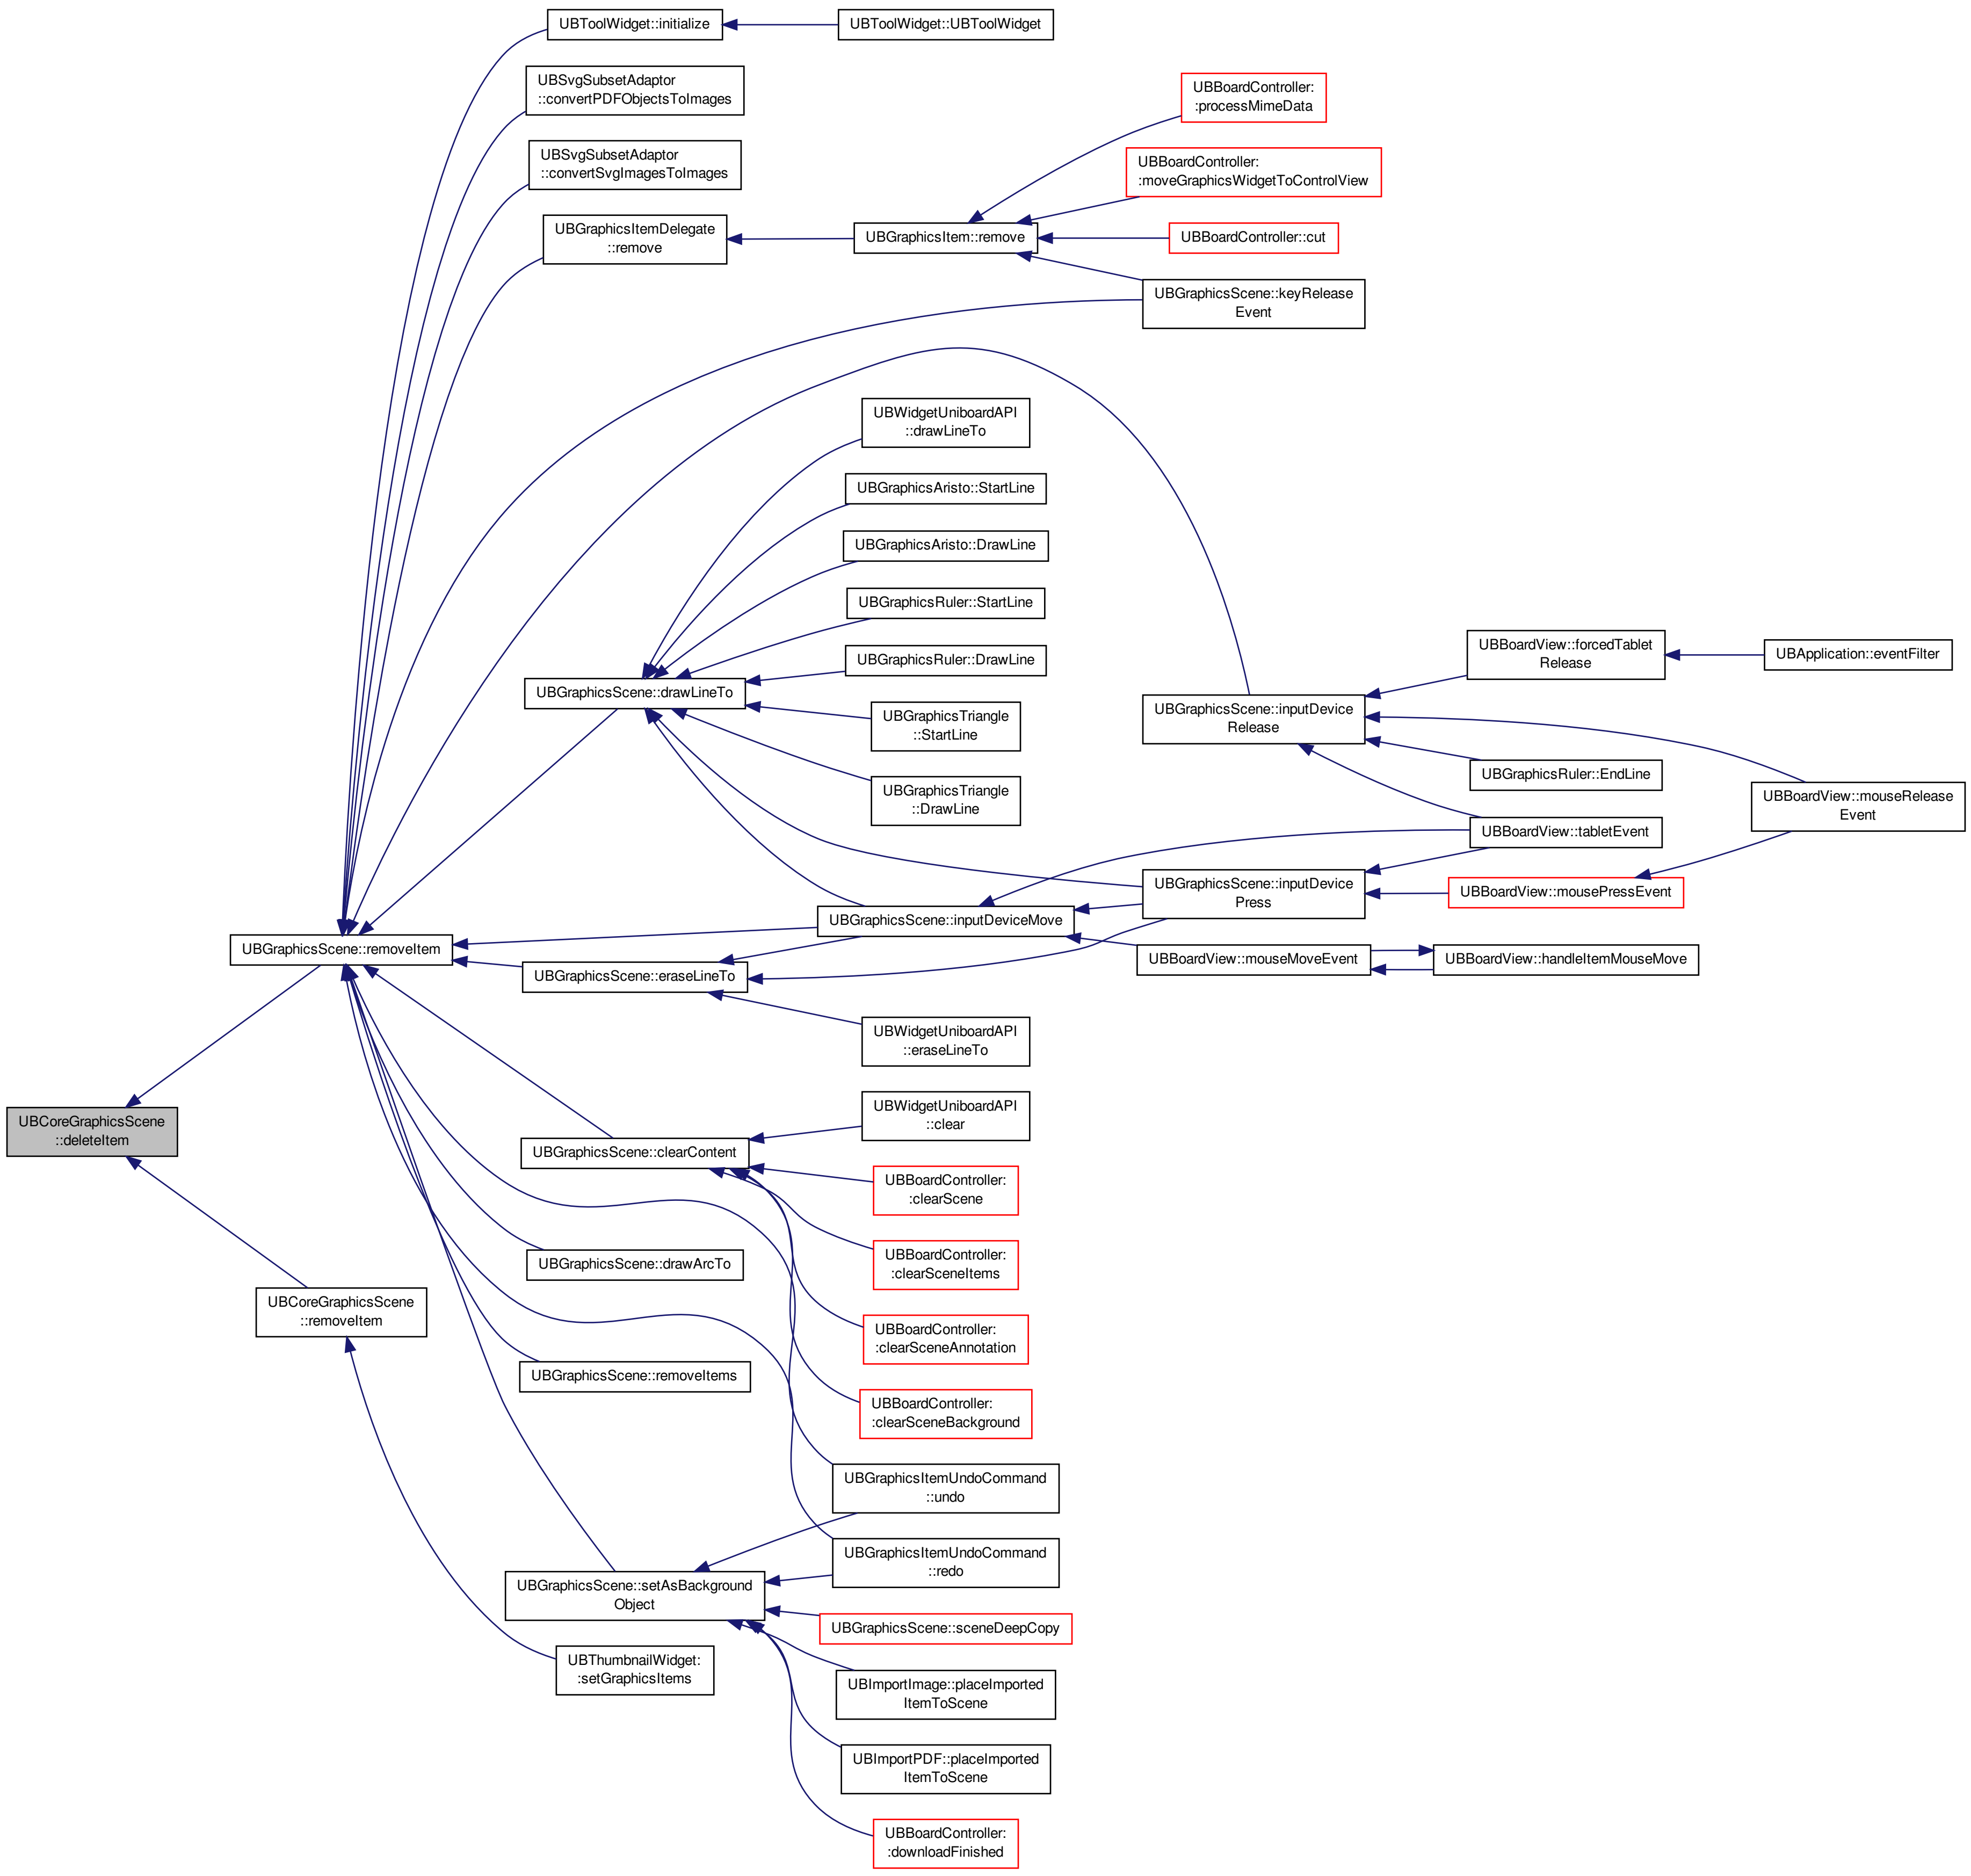 UBToolWidget::initialize
UBToolWidget::UBToolWidget
UBSvgSubsetAdaptor
::convertPDFObjectsToImages
UBSvgSubsetAdaptor
::convertSvgImagesToImages
UBGraphicsItemDelegate
::remove
UBGraphicsItem::remove
UBBoardController:
:processMimeData
UBBoardController:
:moveGraphicsWidgetToControlView
UBBoardController::cut
UBGraphicsScene::keyRelease
Event
UBWidgetUniboardAPI
::drawLineTo
UBGraphicsAristo::StartLine
UBGraphicsAristo::DrawLine
UBGraphicsRuler::StartLine
UBGraphicsRuler::DrawLine
UBGraphicsScene::drawLineTo
UBGraphicsTriangle
::StartLine
UBGraphicsTriangle
::DrawLine
UBGraphicsScene::inputDevice
Release
UBBoardView::forcedTablet
Release
UBApplication::eventFilter
UBGraphicsRuler::EndLine
UBBoardView::mouseRelease
Event
UBBoardView::tabletEvent
UBGraphicsScene::inputDevice
Press
UBBoardView::mousePressEvent
UBGraphicsScene::inputDeviceMove
UBGraphicsScene::removeItem
UBGraphicsScene::eraseLineTo
UBBoardView::mouseMoveEvent
UBBoardView::handleItemMouseMove
UBWidgetUniboardAPI
::eraseLineTo
UBCoreGraphicsScene
::deleteItem
UBGraphicsScene::clearContent
UBWidgetUniboardAPI
::clear
UBBoardController:
:clearScene
UBBoardController:
:clearSceneItems
UBGraphicsScene::drawArcTo
UBCoreGraphicsScene
::removeItem
UBBoardController:
:clearSceneAnnotation
UBGraphicsScene::removeItems
UBBoardController:
:clearSceneBackground
UBGraphicsItemUndoCommand
::undo
UBGraphicsItemUndoCommand
::redo
UBGraphicsScene::setAsBackground
Object
UBGraphicsScene::sceneDeepCopy
UBThumbnailWidget:
:setGraphicsItems
UBImportImage::placeImported
ItemToScene
UBImportPDF::placeImported
ItemToScene
UBBoardController:
:downloadFinished